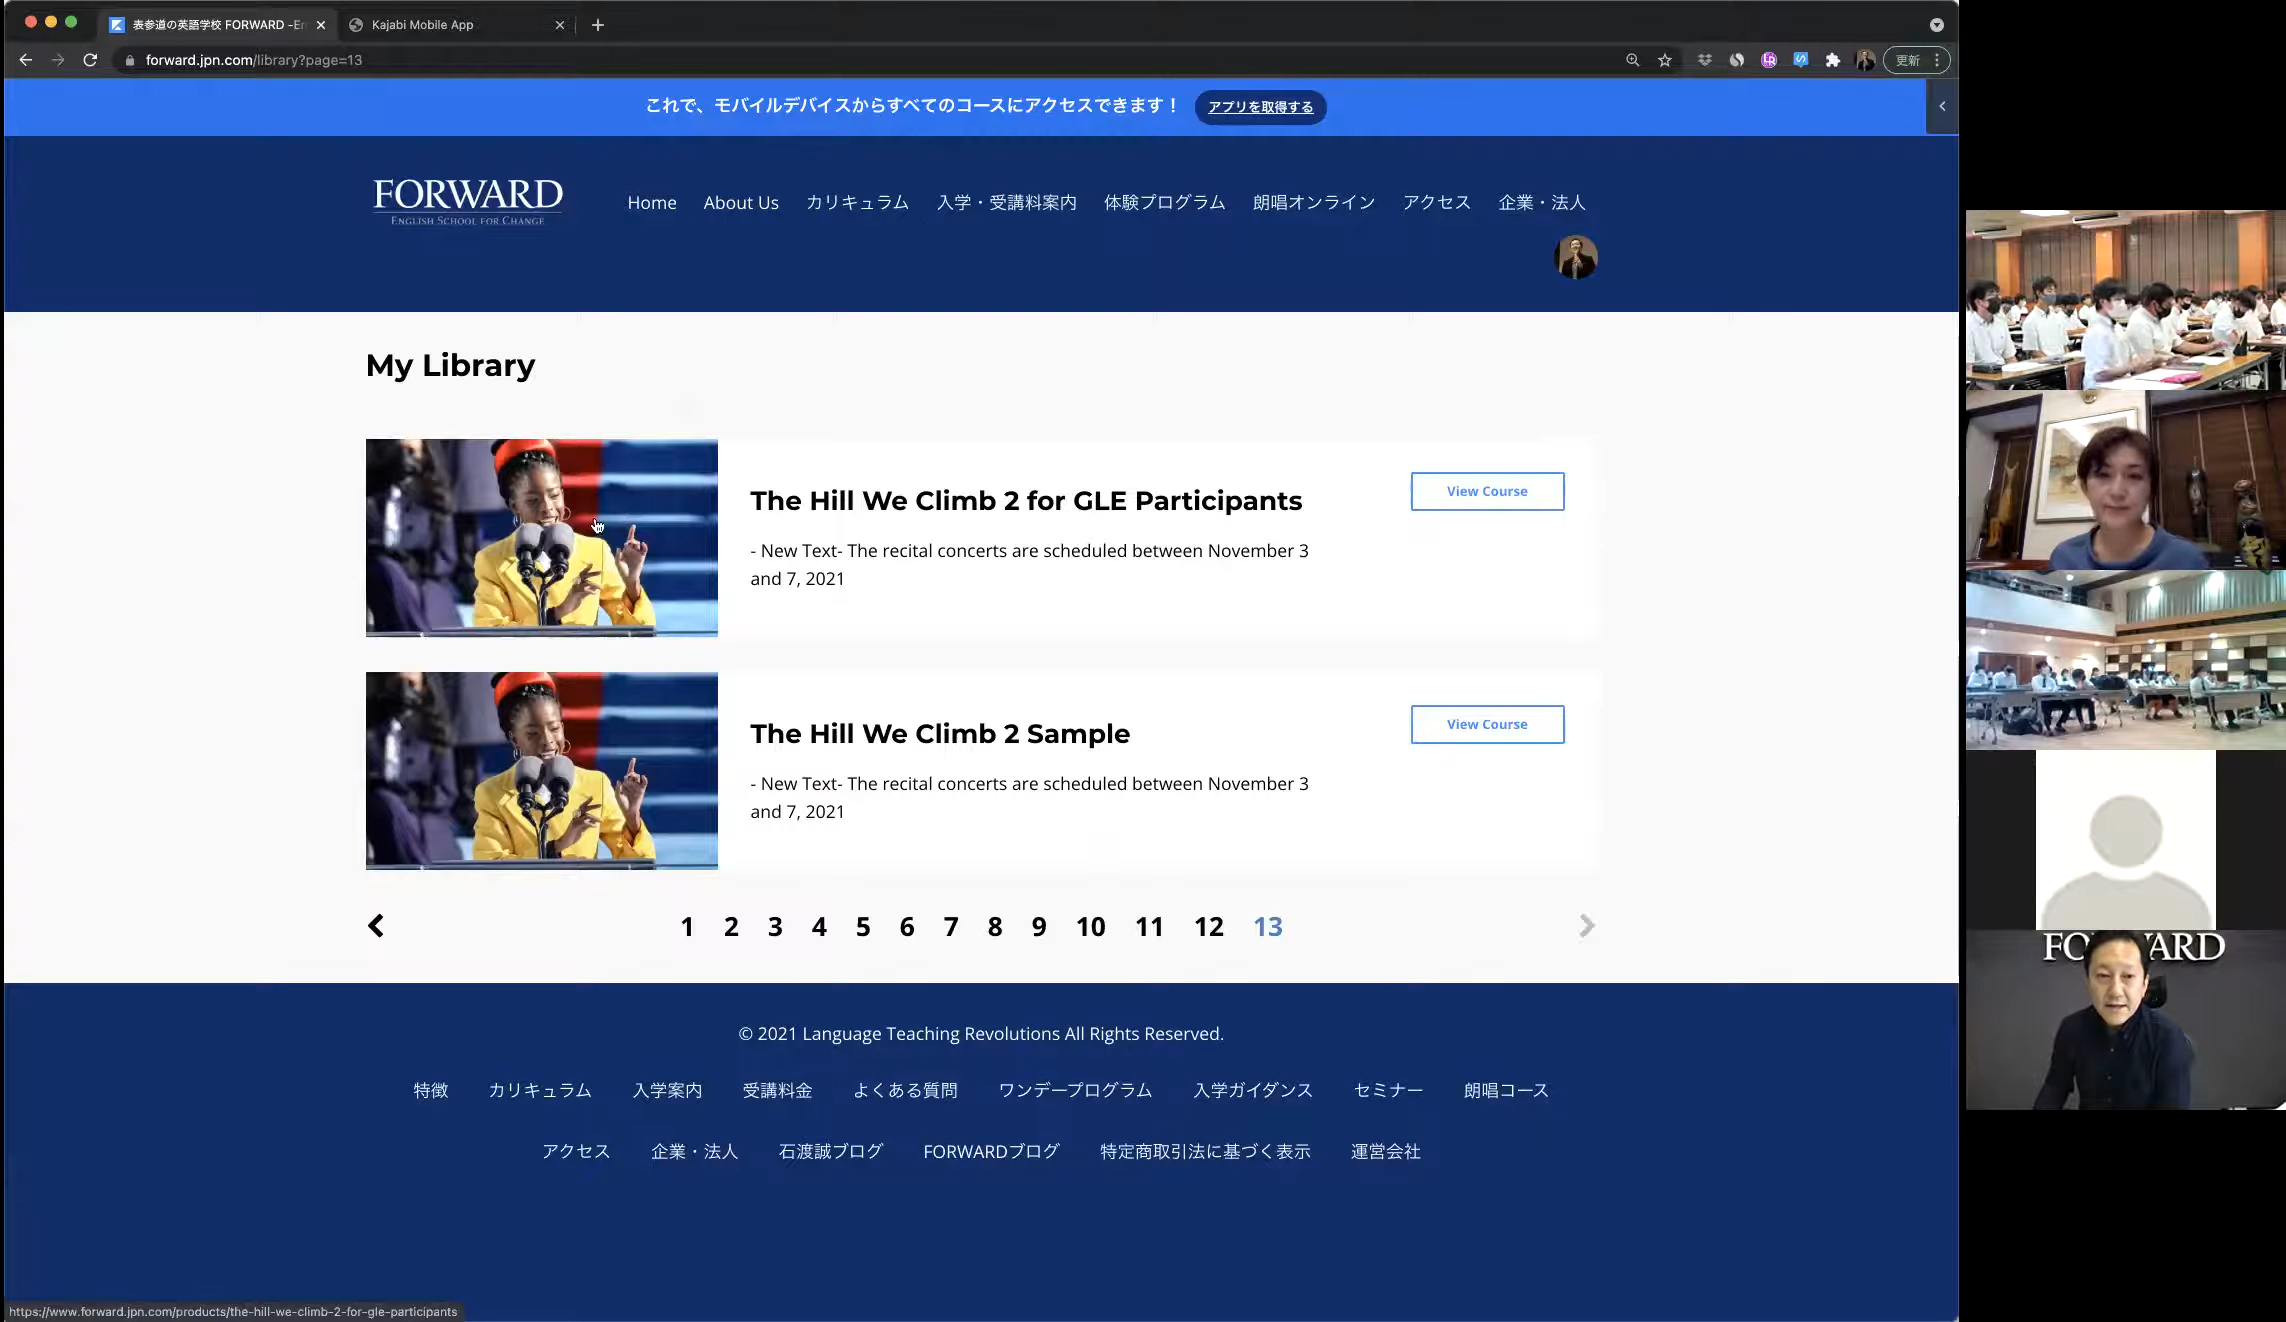 表参道の英語学校 FORWARD -En
Kajabi Mobile App
forward.jpn.com/library?page=13
更新
これで、モバイルデバイスからすべてのコースにアクセスできます！
アプリを取得する
FORWARD
ENGLISH SCHOOL FOR CHANGE
Home
About Us
カリキュラム
入学・受講料案内
体験プログラム
朗唱オンライン
アクセス
企業・法人
My Library
The Hill We Climb 2 for GLE Participants
View Course
- New Text- The recital concerts are scheduled between November 3
and 7, 2021
The Hill We Climb 2 Sample
View Course
- New Text- The recital concerts are scheduled between November 3
and 7, 2021
1 2 3 4 5 6 7 8 9 10 11 12 13
© 2021 Language Teaching Revolutions All Rights Reserved.
特徴 カリキュラム 入学案内 受講料金 よくある質問 ワンデープログラム 入学ガイダンス セミナー 朗唱コース
アクセス 企業・法人 石渡誠ブログ FORWARDブログ 特定商取引法に基づく表示 運営会社
https://www.forward.jpn.com/products/the-hill-we-climb-2-for-gle-participants